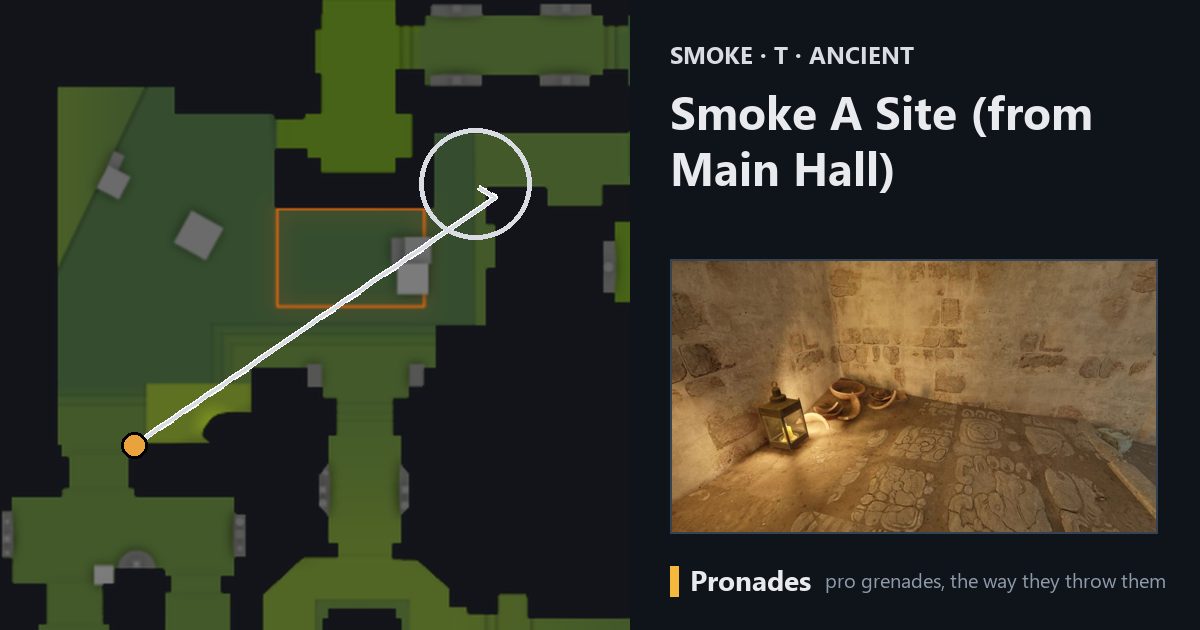 SMOKE · T · ANCIENT
Smoke A Site (from
Main Hall)
Pronades pro grenades, the way they throw them